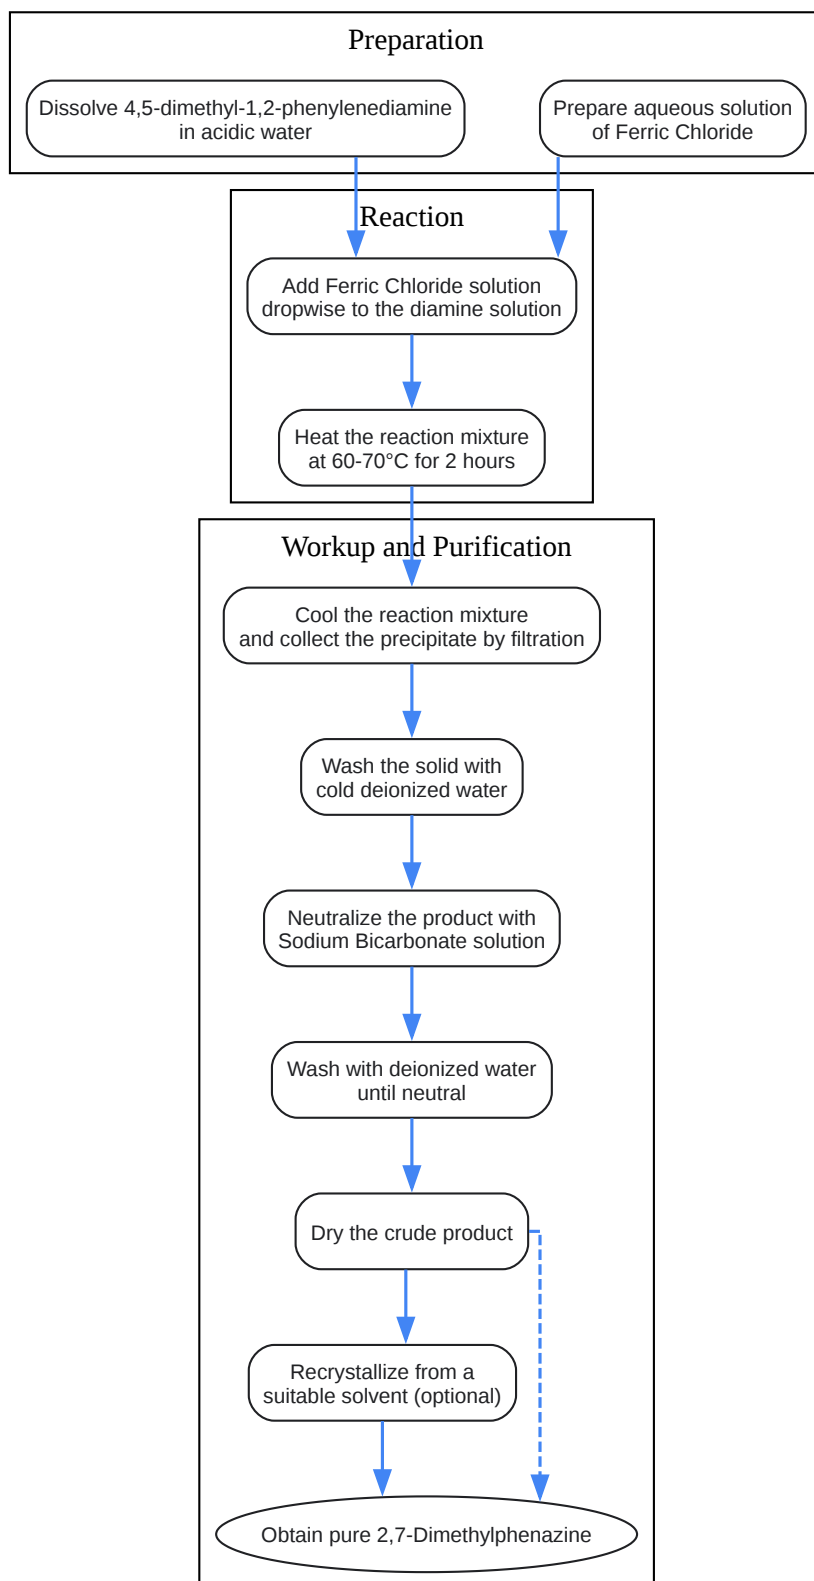 Preparation
Dissolve 4,5-dimethyl-1,2-phenylenediamine
in acidic water
Prepare aqueous solution
of Ferric Chloride
Reaction
Add Ferric Chloride solution
dropwise to the diamine solution
Heat the reaction mixture
at 60-70°C for 2 hours
Workup and Purification
Cool the reaction mixture
and collect the precipitate by filtration
Wash the solid with
cold deionized water
Neutralize the product with
Sodium Bicarbonate solution
Wash with deionized water
until neutral
Dry the crude product
Recrystallize from a
suitable solvent (optional)
Obtain pure 2,7-Dimethylphenazine